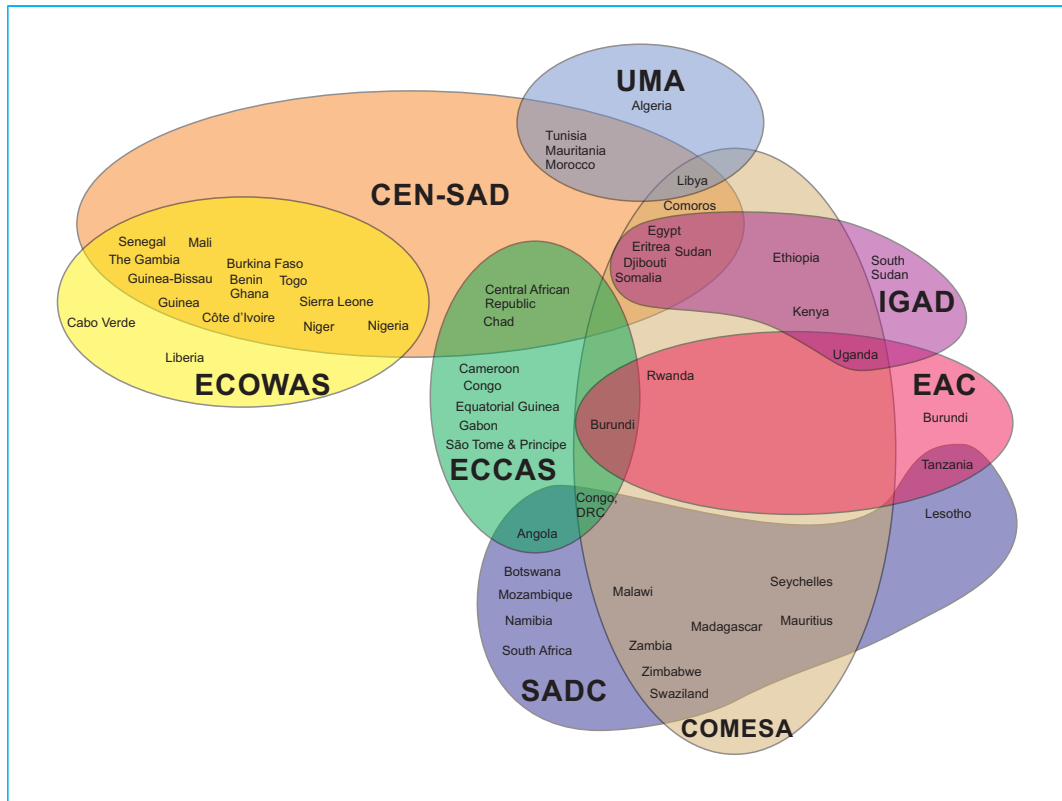 UMA
Algeria
Tunisia
Mauritania
Morocco
CEN-SAD
Libya
Comoros
Egypt
Eritrea
Sudan
Djibouti
Somalia
Ethiopia
South
Sudan
IGAD
Kenya
Uganda
Senegal
Mali
The Gambia
Burkina Faso
Guinea-Bissau
Benin
Togo
Ghana
Guinea
Sierra Leone
Côte d’Ivoire
Niger
Nigeria
Cabo Verde
Liberia
ECOWAS
Central African
Republic
Chad
Cameroon
Congo
Equatorial Guinea
Gabon
São Tome & Principe
ECCAS
Rwanda
Burundi
EAC
Burundi
Tanzania
Congo,
DRC
Angola
Lesotho
Botswana
Mozambique
Namibia
South Africa
SADC
Malawi
Seychelles
Madagascar
Mauritius
Zambia
Zimbabwe
Swaziland
COMESA